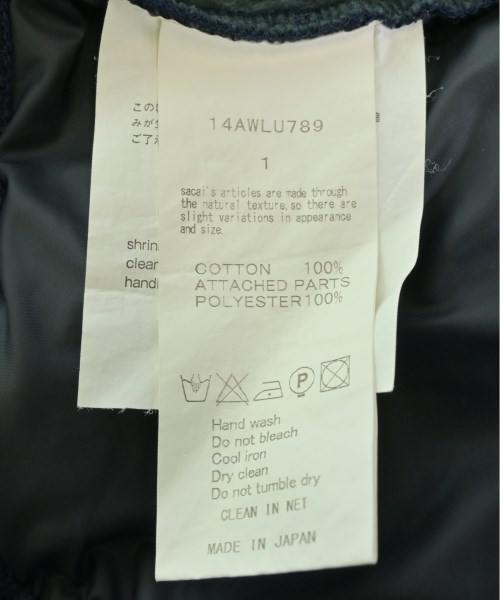 この
みが
ご了
shrin
clean
handl
14AWLU789
1
sacai's articles are made through
the natural texture, so there are
slight variations in appearance
and size.
COTTON 100%
ATTACHED PARTS
POLYESTER 100%
P
Hand wash
Do not bleach
Cool iron
Dry clean
Do not tumble dry
CLEAN IN NET
MADE IN JAPAN